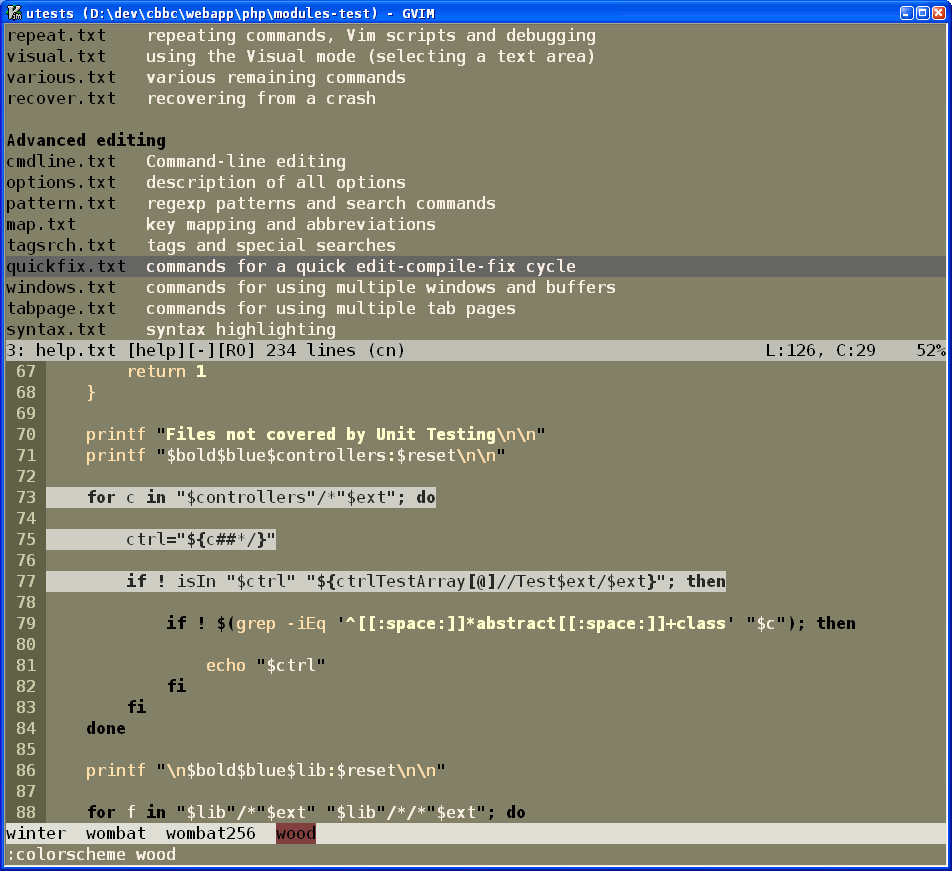 utests (D:\dev\cbbc\webapp\php\modules-test) - GVIM
repeat.txt    repeating commands, Vim scripts and debugging
visual.txt    using the Visual mode (selecting a text area)
various.txt   various remaining commands
recover.txt   recovering from a crash
Advanced editing
cmdline.txt   Command-line editing
options.txt   description of all options
pattern.txt   regexp patterns and search commands
map.txt       key mapping and abbreviations
tagsrch.txt   tags and special searches
quickfix.txt  commands for a quick edit-compile-fix cycle
windows.txt   commands for using multiple windows and buffers
tabpage.txt   commands for using multiple tab pages
syntax.txt    syntax highlighting
3: help.txt [help][-][RO] 234 lines (cn)                                    L:126, C:29    52%
67         return 1
68     }
69
70     printf "Files not covered by Unit Testing\n\n"
71     printf "$bold$blue$controllers:$reset\n\n"
72
73     for c in "$controllers"/*"$ext"; do
74
75         ctrl="${c##*/}"
76
77         if ! isIn "$ctrl" "${ctrlTestArray[@]//Test$ext/$ext}"; then
78
79             if ! $(grep -iEq '^[[:space:]]*abstract[[:space:]]+class' "$c"); then
80
81                 echo "$ctrl"
82             fi
83         fi
84     done
85
86     printf "\n$bold$blue$lib:$reset\n\n"
87
88     for f in "$lib"/*"$ext" "$lib"/*/*"$ext"; do
winter  wombat  wombat256  wood
:colorscheme wood